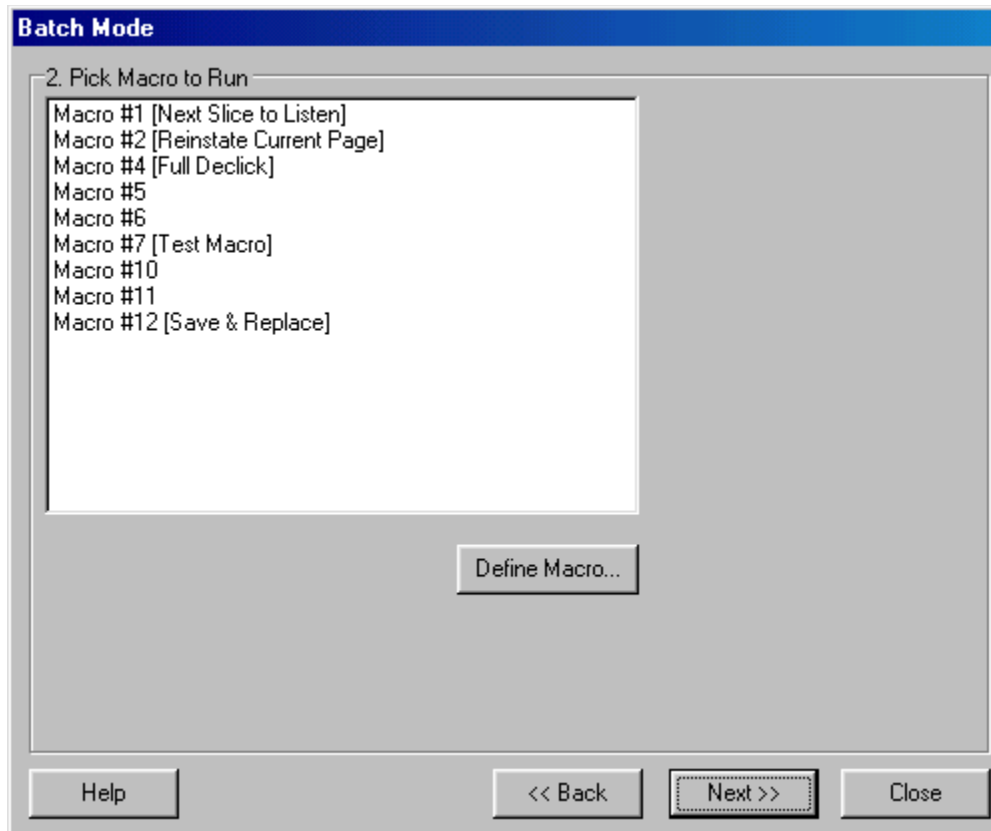 Batch Mode
2. Pick Macro to Run
Macro #1 [Next Slice to Listen]
Macro #2 [Reinstate Current Page]
Macro #4 [Full Declick]
Macro #5
Macro #6
Macro #7 [Test Macro]
Macro #10
Macro #11
Macro #12 [Save & Replace]
Define Macro...
Help
<< Back
Next >>
Close